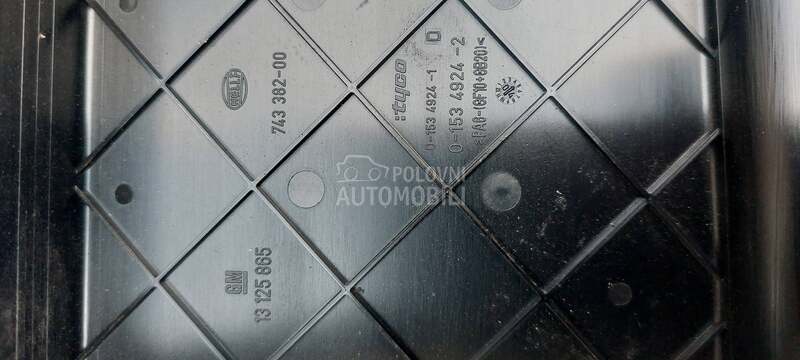 HELLA
743 382-00
GM
13 125 865
:tyco
D
0-153 4924-1
0-153 4924-2
>PA6-(GF10+GB20)<
POLOVNI
AUTOMOBILI